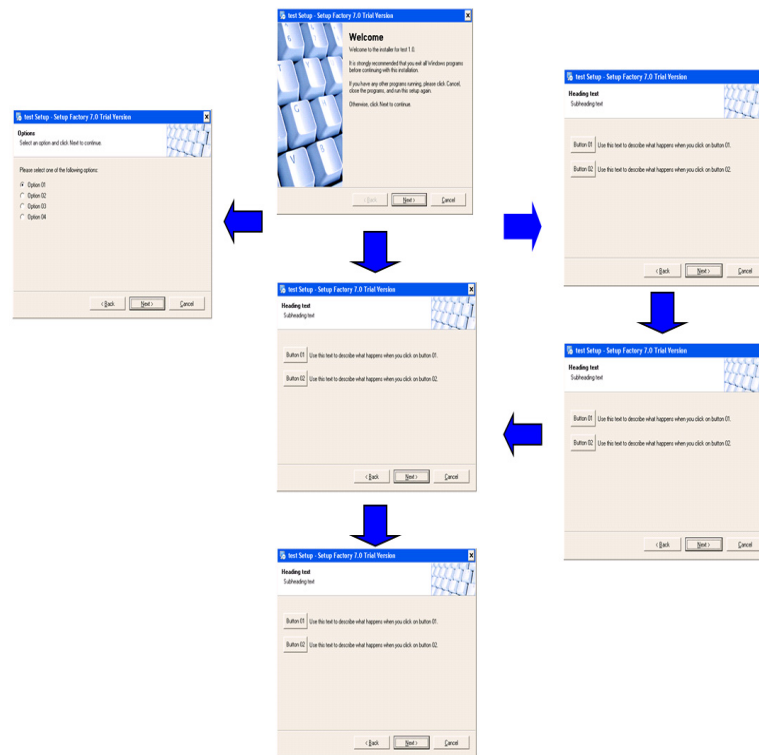 test Setup - Setup Factory 7.0 Trial Version
Welcome
Welcome to the installer for test 1.0.
It is strongly recommended that you exit all Windows programs
before continuing with this installation.
If you have any other programs running, please click Cancel,
close the programs, and run this setup again.
Otherwise, click Next to continue.
< Back
Next >
Cancel
test Setup - Setup Factory 7.0 Trial Version
Options
Select an option and click Next to continue.
Please select one of the following options:
Option 01
Option 02
Option 03
Option 04
< Back
Next >
Cancel
test Setup - Setup Factory 7.0 Trial Version
Heading text
Subheading text
Button 01 Use this text to describe what happens when you click on button 01.
Button 02 Use this text to describe what happens when you click on button 02.
< Back
Next >
Cancel
test Setup - Setup Factory 7.0 Trial Version
Heading text
Subheading text
Button 01 Use this text to describe what happens when you click on button 01.
Button 02 Use this text to describe what happens when you click on button 02.
< Back
Next >
Cancel
test Setup - Setup Factory 7.0 Trial Version
Heading text
Subheading text
Button 01 Use this text to describe what happens when you click on button 01.
Button 02 Use this text to describe what happens when you click on button 02.
< Back
Next >
Cancel
test Setup - Setup Factory 7.0 Trial Version
Heading text
Subheading text
Button 01 Use this text to describe what happens when you click on button 01.
Button 02 Use this text to describe what happens when you click on button 02.
< Back
Next >
Cancel